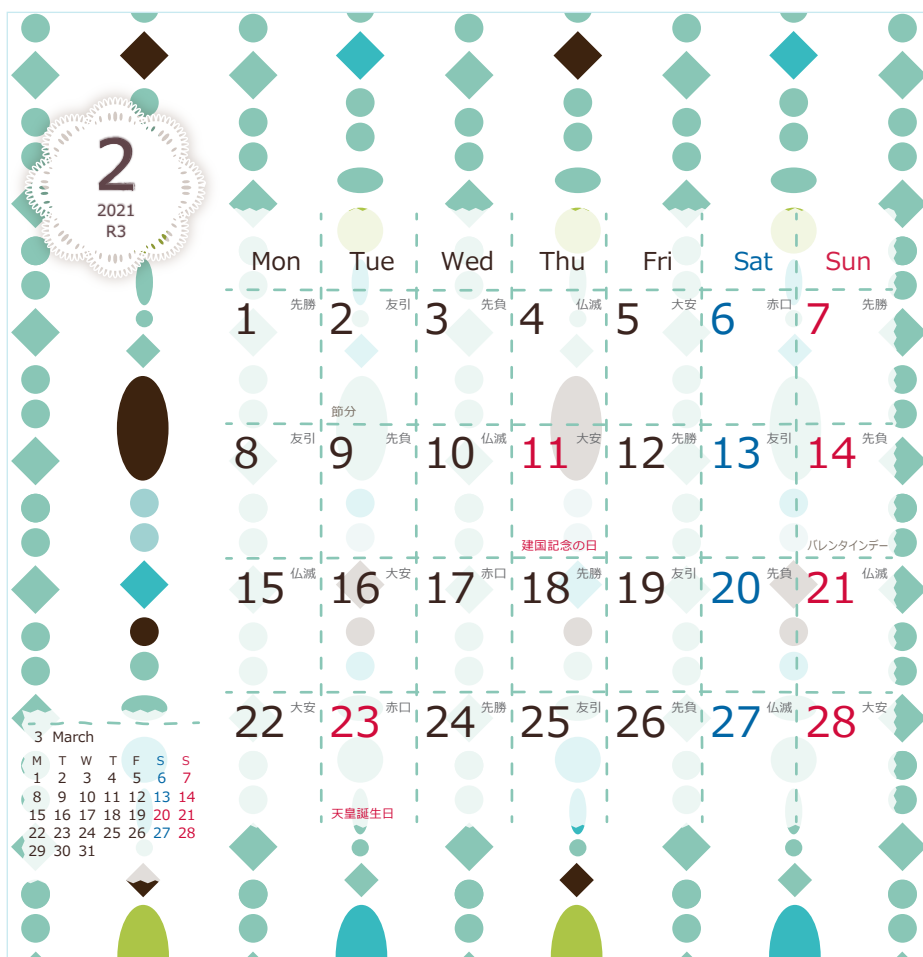 2
2021
R3
Mon Tue Wed Thu Fri Sat Sun
1 先勝 2 友引 3 先負 4 仏滅 5 大安 6 赤口 7 先勝
節分
8 友引 9 先負 10 仏滅 11 大安 12 先勝 13 友引 14 先負
建国記念の日 バレンタインデー
15 仏滅 16 大安 17 赤口 18 先勝 19 友引 20 先負 21 仏滅
22 大安 23 赤口 24 先勝 25 友引 26 先負 27 仏滅 28 大安
天皇誕生日
3 March
M T W T F S S
1 2 3 4 5 6 7
8 9 10 11 12 13 14
15 16 17 18 19 20 21
22 23 24 25 26 27 28
29 30 31